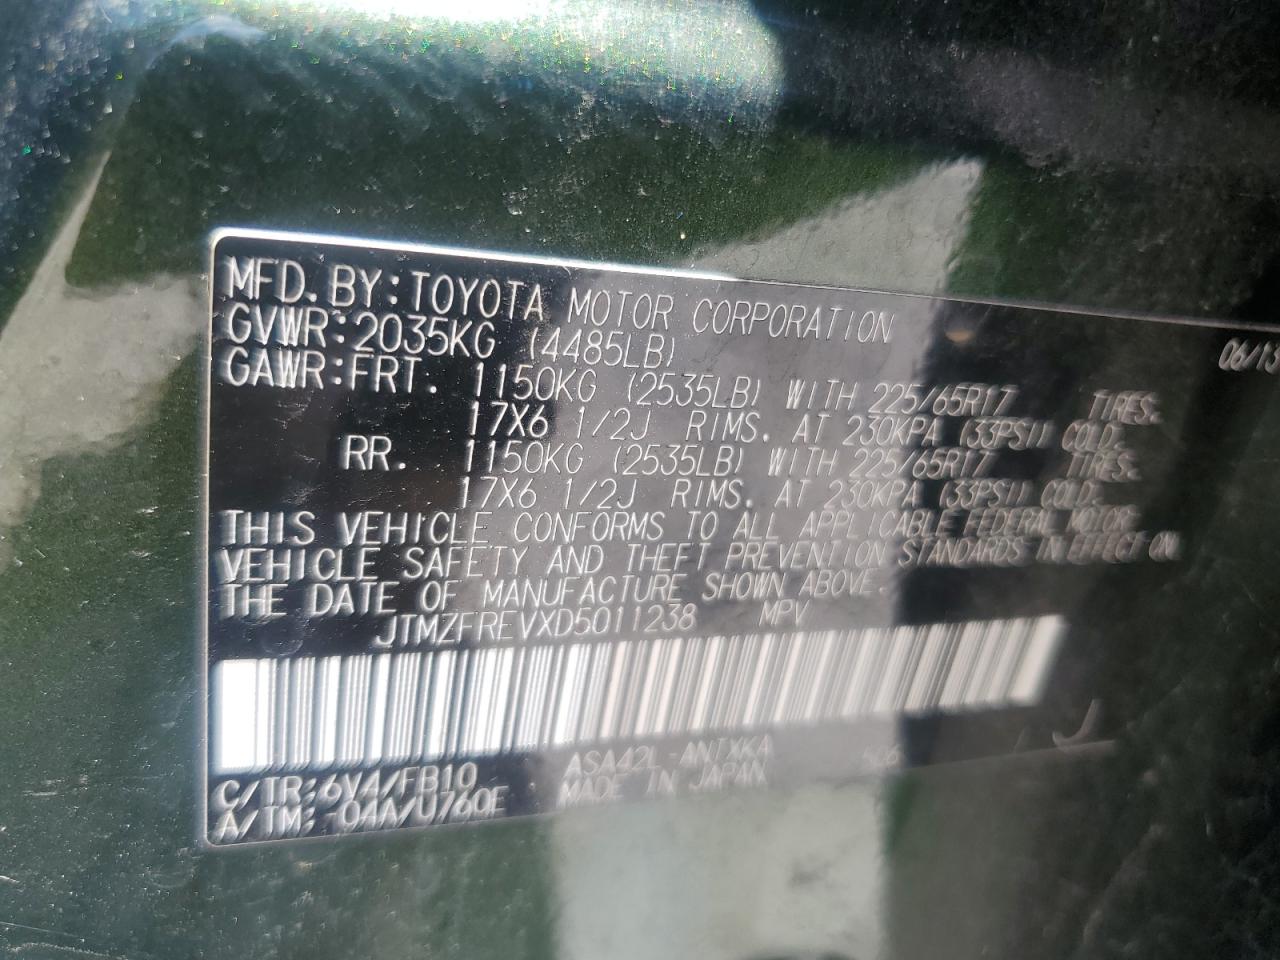 MFD. BY: TOYOTA MOTOR CORPORATION 06/13
GVWR: 2035KG (4485LB)
GAWR: FRT. 1150KG (2535LB) WITH 225/65R17 TIRES,
17X6 1/2J RIMS. AT 230KPA (33PSI) COLD.
RR. 1150KG (2535LB) WITH 225/65R17 TIRES,
17X6 1/2J RIMS. AT 230KPA (33PSI) COLD.
THIS VEHICLE CONFORMS TO ALL APPLICABLE FEDERAL MOTOR
VEHICLE SAFETY AND THEFT PREVENTION STANDARDS IN EFFECT ON
THE DATE OF MANUFACTURE SHOWN ABOVE.
JTMZFREVXD5011238 MPV
C/TR: 6V4/FB10 ASA42L-ANTXKA
A/TM: -04A/U760E MADE IN JAPAN
J